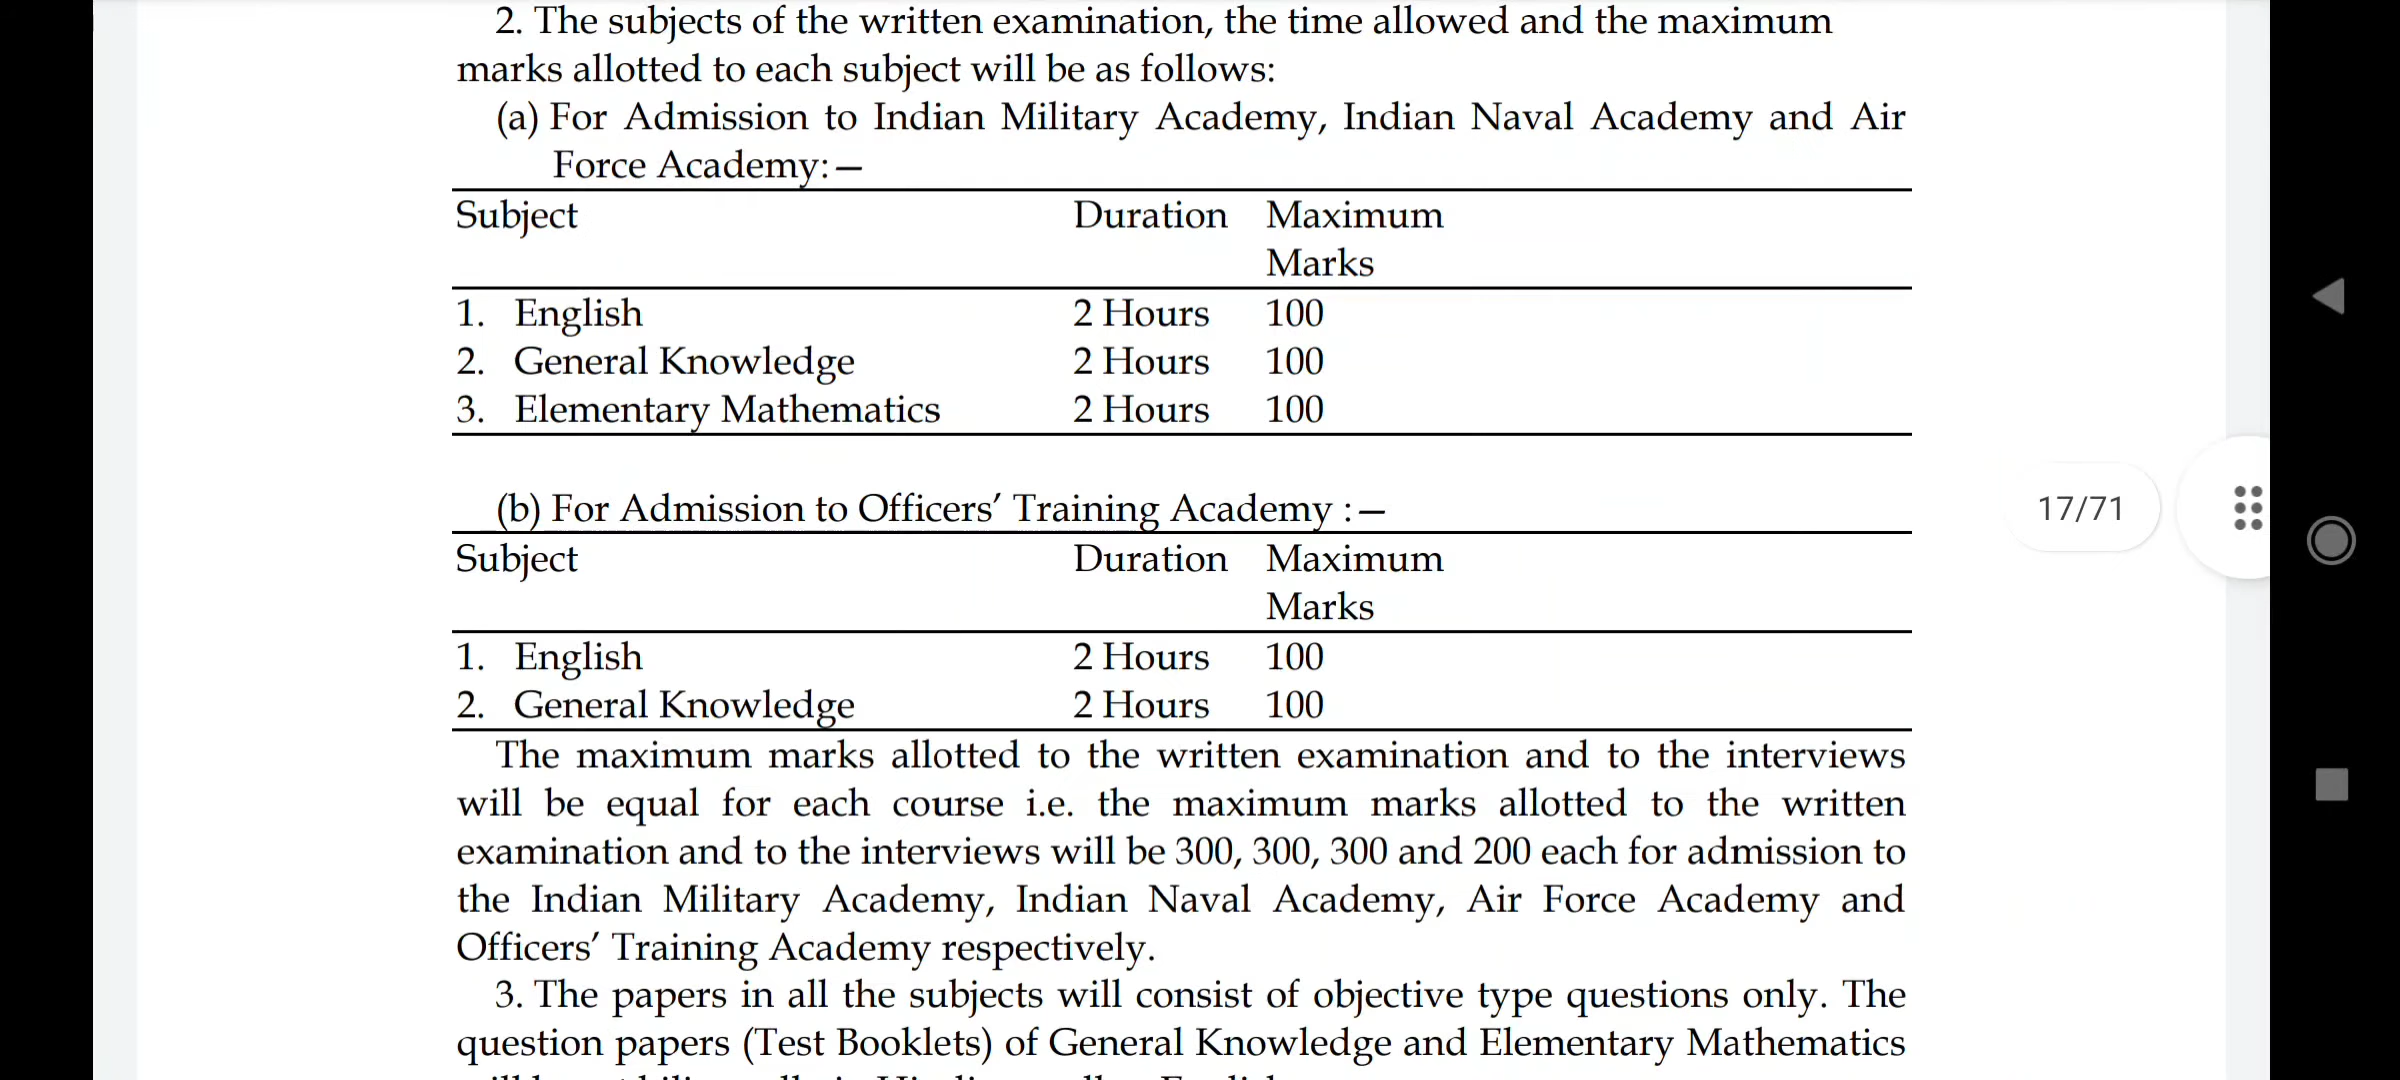 2. The subjects of the written examination, the time allowed and the maximum
marks allotted to each subject will be as follows:
(a) For Admission to Indian Military Academy, Indian Naval Academy and Air
Force Academy:—
Subject Duration Maximum
Marks
1. English 2 Hours 100
2. General Knowledge 2 Hours 100
3. Elementary Mathematics 2 Hours 100
(b) For Admission to Officers’ Training Academy :—
Subject Duration Maximum
Marks
1. English 2 Hours 100
2. General Knowledge 2 Hours 100
The maximum marks allotted to the written examination and to the interviews
will be equal for each course i.e. the maximum marks allotted to the written
examination and to the interviews will be 300, 300, 300 and 200 each for admission to
the Indian Military Academy, Indian Naval Academy, Air Force Academy and
Officers’ Training Academy respectively.
3. The papers in all the subjects will consist of objective type questions only. The
question papers (Test Booklets) of General Knowledge and Elementary Mathematics
17/71